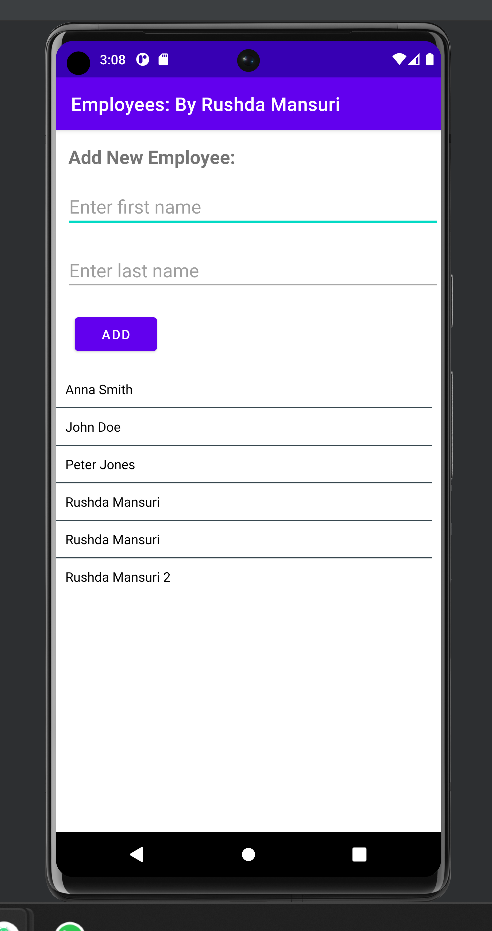 3:08
Employees: By Rushda Mansuri
Add New Employee:
Enter first name
Enter last name
ADD
Anna Smith
John Doe
Peter Jones
Rushda Mansuri
Rushda Mansuri
Rushda Mansuri 2